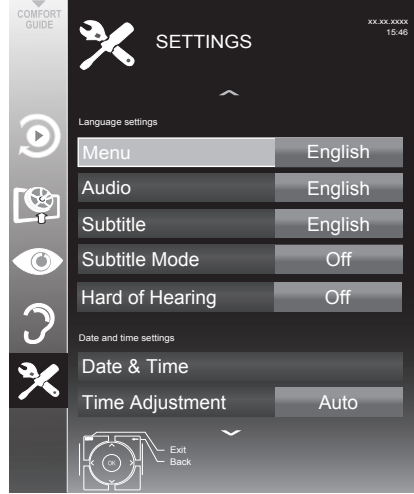 COMFORT
GUIDE
SETTINGS
xx.xx.xxxx
15:46
Language settings
Menu English
Audio English
Subtitle English
Subtitle Mode Off
Hard of Hearing Off
Date and time settings
Date & Time
Time Adjustment Auto
Exit
Back
OK